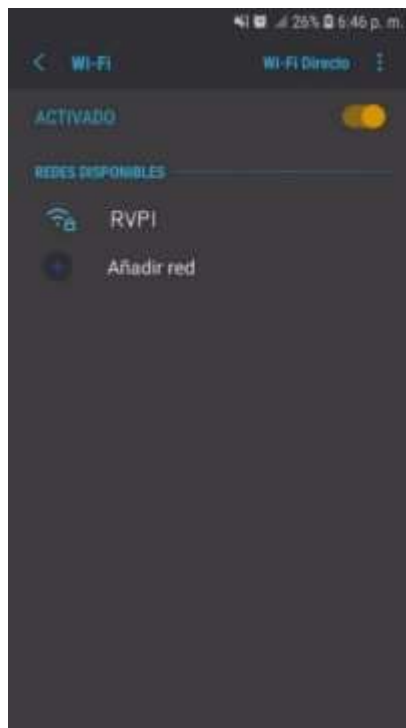 26% 6:46 p. m.
Wi-Fi Wi-Fi Directo
ACTIVADO
REDES DISPONIBLES
RVPI
Añadir red